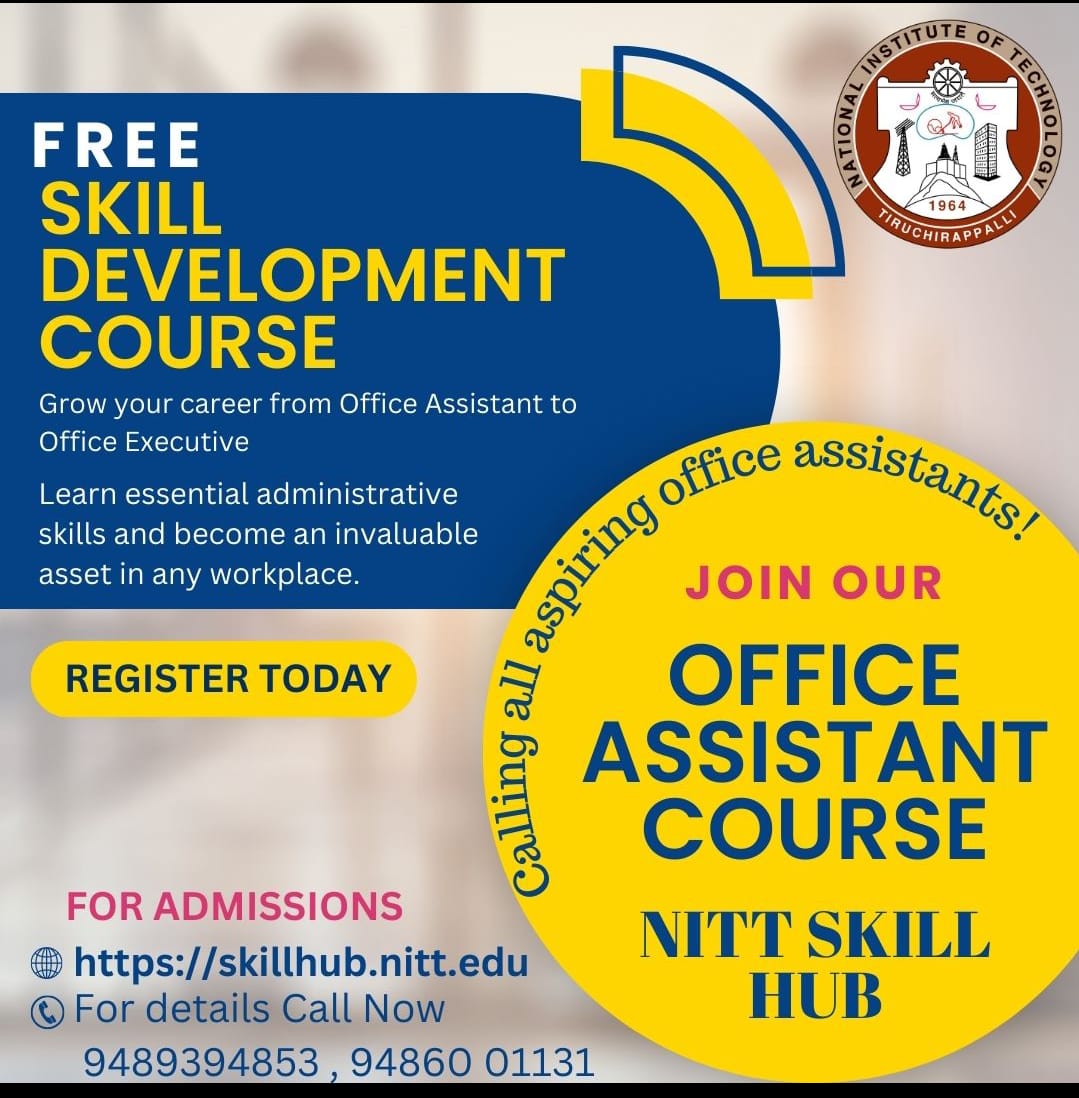 FREE
SKILL
DEVELOPMENT
COURSE
Grow your career from Office Assistant to
Office Executive
Learn essential administrative
skills and become an invaluable
asset in any workplace.
REGISTER TODAY
NATIONAL INSTITUTE OF TECHNOLOGY
1964
TIRUCHIRAPPALLI
Calling all aspiring office assistants!
JOIN OUR
OFFICE
ASSISTANT
COURSE
NITT SKILL
HUB
FOR ADMISSIONS
https://skillhub.nitt.edu
For details Call Now
9489394853 , 94860 01131